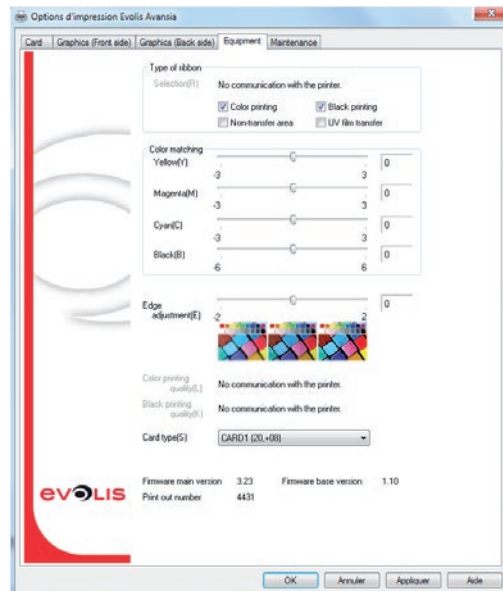 Options d'impression Evolis Avansia
Card Graphics (Front side) Graphics (Back side) Equipment Maintenance
Type of ribbon
Selection(R) No communication with the printer.
Color printing Black printing
Non-transfer area UV film transfer
Color matching
Yellow(Y) 0
-3 3
Magenta(M) 0
-3 3
Cyan(C) 0
-3 3
Black(B) 0
-6 6
Edge
adjustment(E) 0
-2 2
Color printing
quality(L) No communication with the printer.
Black printing
quality(K) No communication with the printer.
Card type(S) CARD1 (20,+08)
Firmware main version 3.23 Firmware base version 1.10
Print out number 4431
evolis
OK Annuler Appliquer Aide